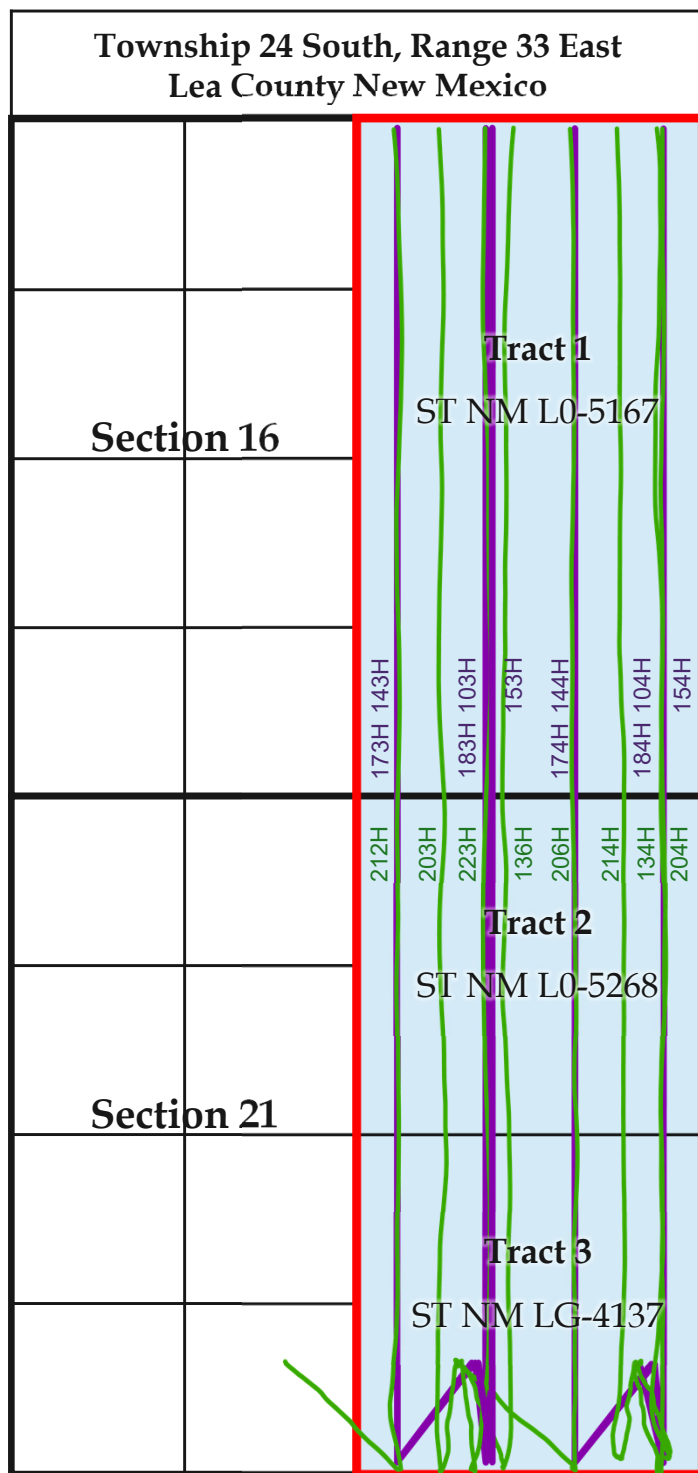 Township 24 South, Range 33 East
Lea County New Mexico
Tract 1
ST NM L0-5167
Section 16
173H 143H
183H 103H
153H
174H 144H
184H 104H
154H
212H
203H
223H
136H
206H
214H
134H
204H
Tract 2
ST NM L0-5268
Section 21
Tract 3
ST NM LG-4137